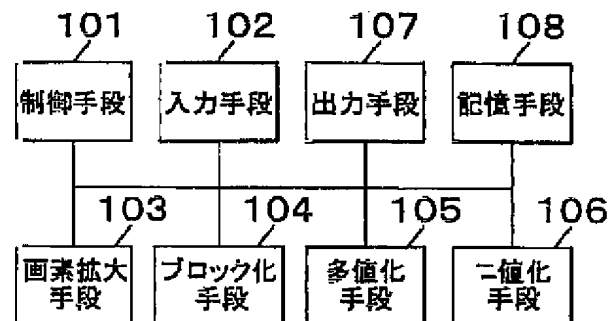 101 102 107 108
制御手段 入力手段 出力手段 記憶手段
103 104 105 106
画素拡大 ブロック化 多値化 二値化
手段 手段 手段 手段